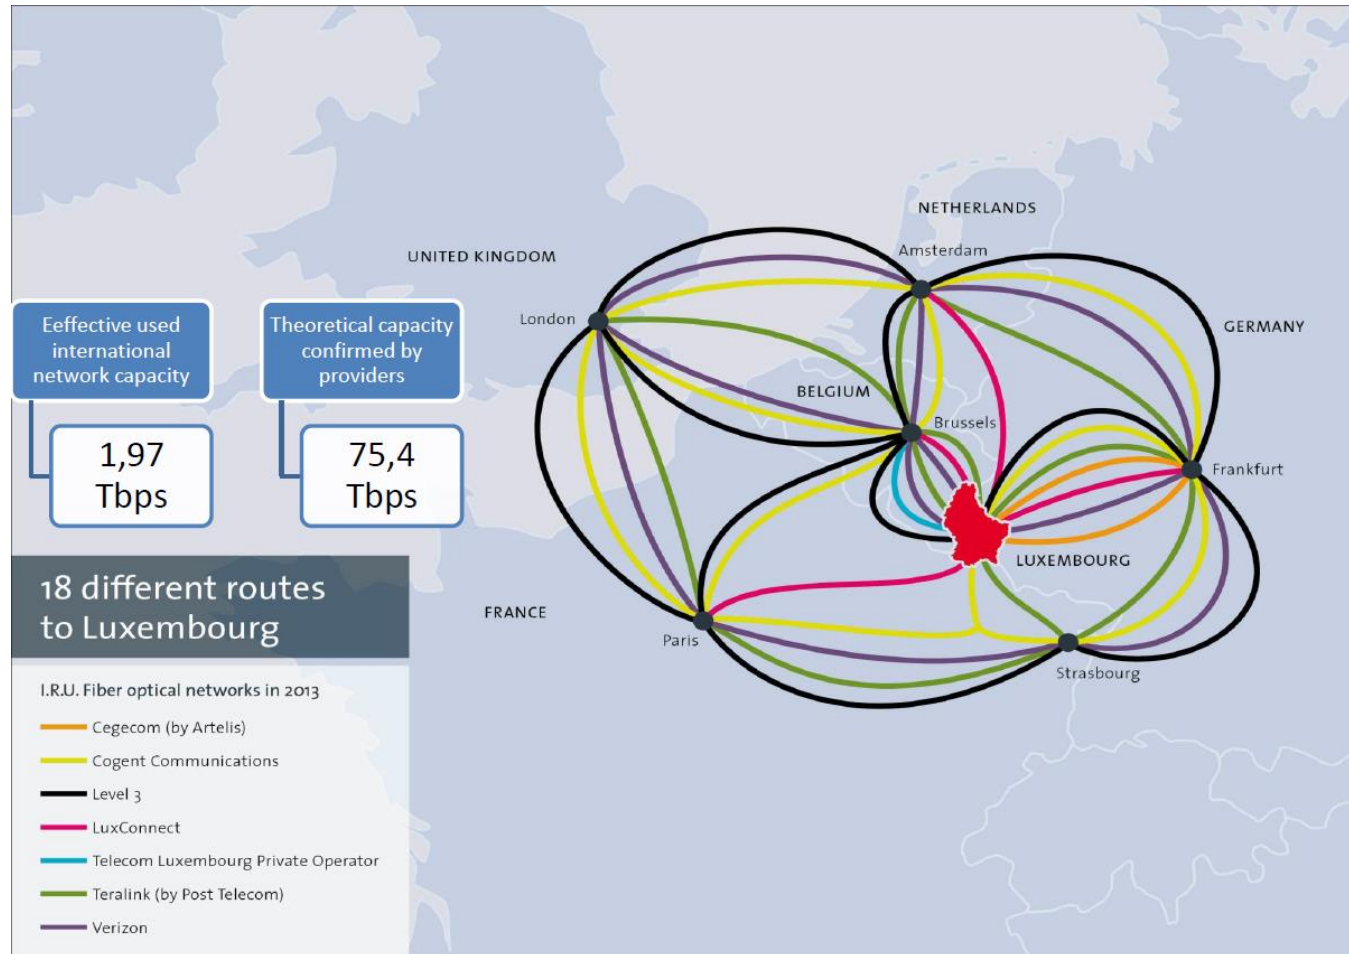 NETHERLANDS
Amsterdam
UNITED KINGDOM
Eeffective used
international
network capacity
Theoretical capacity
confirmed by
providers
London
GERMANY
BELGIUM
Brussels
1,97
Tbps
75,4
Tbps
Frankfurt
LUXEMBOURG
18 different routes
to Luxembourg
FRANCE
Paris
Strasbourg
I.R.U. Fiber optical networks in 2013
Cegecom (by Artelis)
Cogent Communications
Level 3
LuxConnect
Telecom Luxembourg Private Operator
Teralink (by Post Telecom)
Verizon